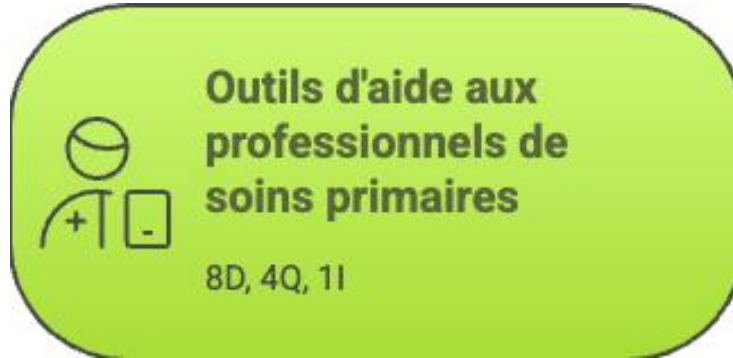 Outils d'aide aux
professionnels de
soins primaires
8D, 4Q, 1I